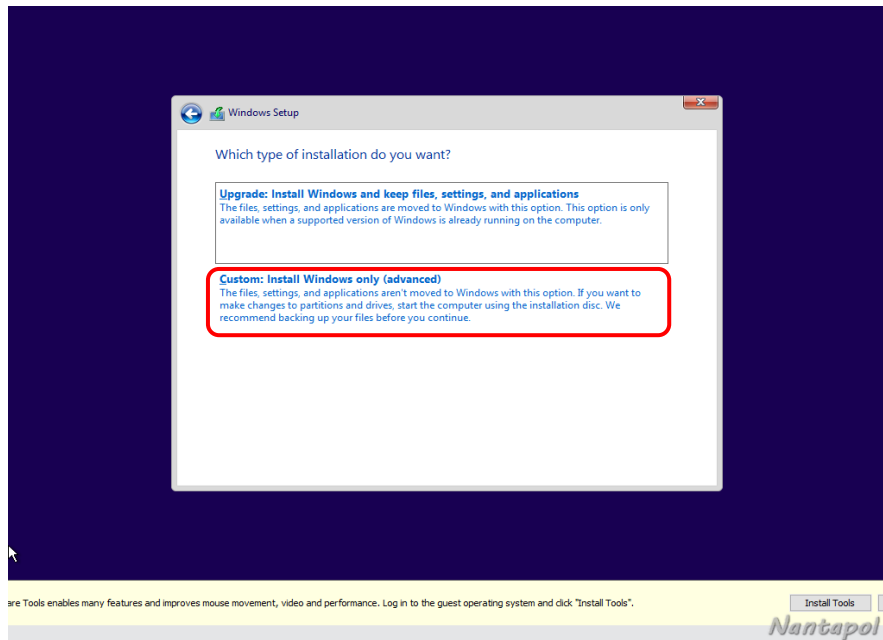 Windows Setup
Which type of installation do you want?
Upgrade: Install Windows and keep files, settings, and applications
The files, settings, and applications are moved to Windows with this option. This option is only
available when a supported version of Windows is already running on the computer.
Custom: Install Windows only (advanced)
The files, settings, and applications aren't moved to Windows with this option. If you want to
make changes to partitions and drives, start the computer using the installation disc. We
recommend backing up your files before you continue.
are Tools enables many features and improves mouse movement, video and performance. Log in to the guest operating system and click "Install Tools".
Install Tools
Nantapol